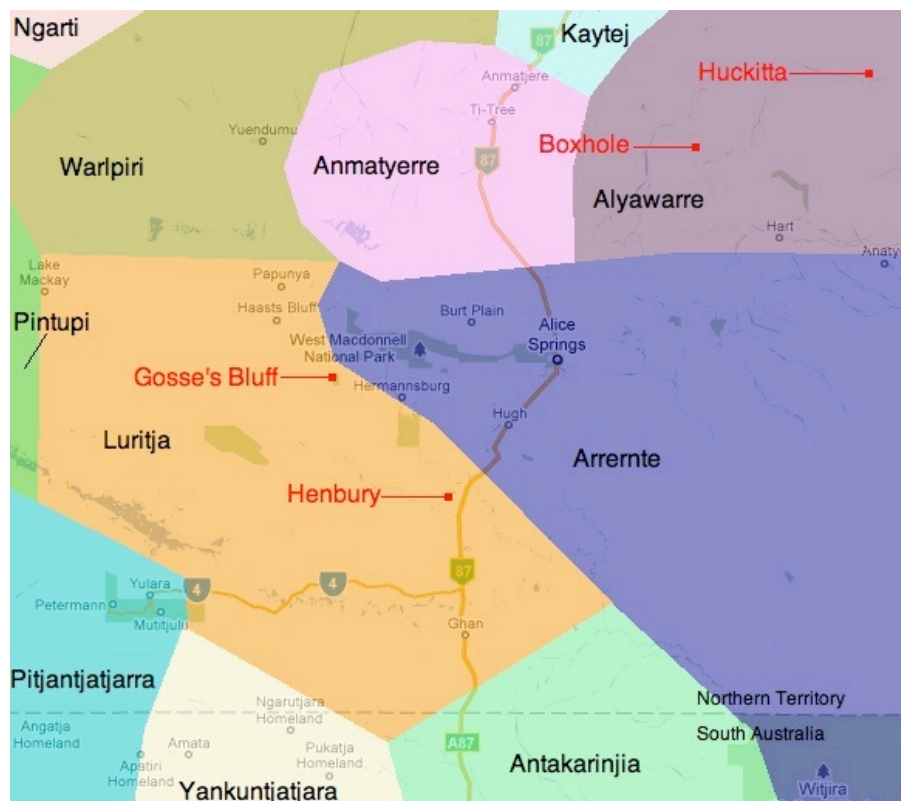 Ngarti
Kaytej
87
Huckitta
Anmatjere
Ti-Tree
Yuendumu
Boxhole
87
Warlpiri
Anmatyerre
Alyawarre
Hart
Lake
Mackay
Papunya
Anaty
Haasts Bluff
Burt Plain
Pintupi
Alice
Springs
West Macdonnell
National Park
Gosse's Bluff
Hermannsburg
Hugh
Luritja
Arrernte
Henbury
87
4
4
Yulara
Petermann
Mutitjulu
Ghan
Pitjantjatjarra
Northern Territory
Ngarutjara
Homeland
Angatja
Homeland
South Australia
A87
Amata
Pukatja
Homeland
Apatiri
Homeland
Antakarinjia
Yankuntjatjara
Witjira